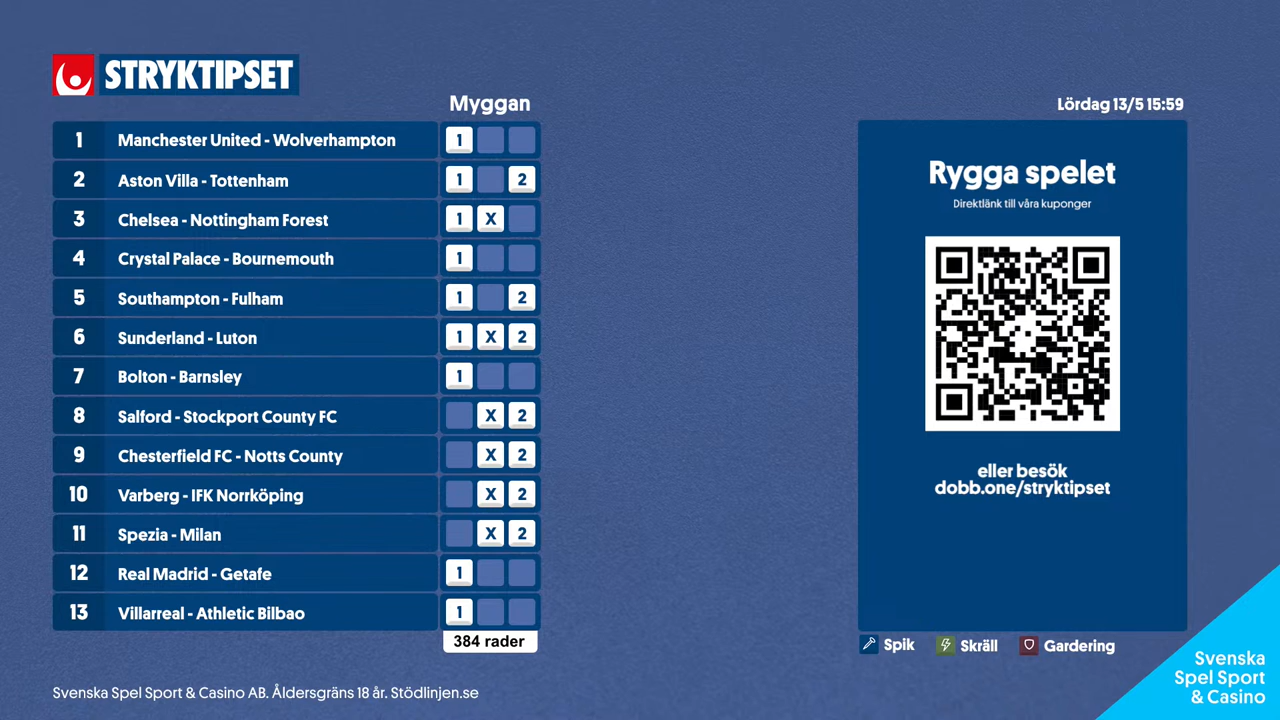 STRYKTIPSET
Myggan
Lördag 13/5 15:59
1 Manchester United - Wolverhampton 1
2 Aston Villa - Tottenham 1 2
3 Chelsea - Nottingham Forest 1 X
4 Crystal Palace - Bournemouth 1
5 Southampton - Fulham 1 2
6 Sunderland - Luton 1 X 2
7 Bolton - Barnsley 1
8 Salford - Stockport County FC X 2
9 Chesterfield FC - Notts County X 2
10 Varberg - IFK Norrköping X 2
11 Spezia - Milan X 2
12 Real Madrid - Getafe 1
13 Villarreal - Athletic Bilbao 1
384 rader
Rygga spelet
Direktlänk till våra kuponger
eller besök
dobb.one/stryktipset
Spik Skräll Gardering
Svenska Spel Sport & Casino AB. Åldersgräns 18 år. Stödlinjen.se
Svenska
Spel Sport
& Casino